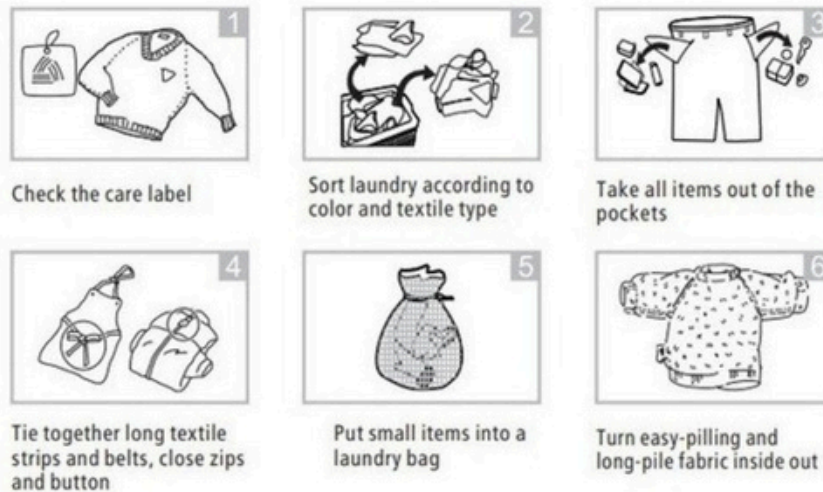 1
2
3
Check the care label
Sort laundry according to
color and textile type
Take all items out of the
pockets
4
5
6
Tie together long textile
strips and belts, close zips
and button
Put small items into a
laundry bag
Turn easy-pilling and
long-pile fabric inside out